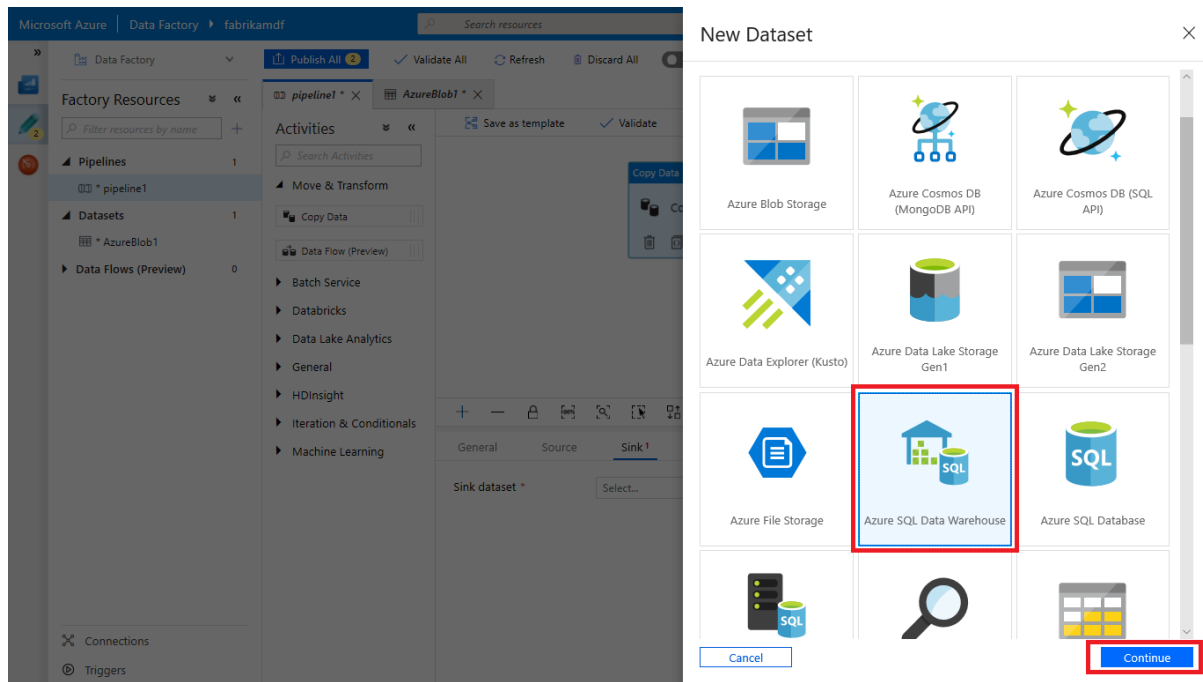 Microsoft Azure
Data Factory
fabrikamdf
Search resources
»
Data Factory
Publish All 2
Validate All
Refresh
Discard All
Factory Resources
«
Filter resources by name
Pipelines 1
* pipeline1
Datasets 1
* AzureBlob1
Data Flows (Preview) 0
Connections
Triggers
2
pipeline1 *
AzureBlob1 *
Activities
«
Search Activities
Move & Transform
Copy Data
Data Flow (Preview)
Batch Service
Databricks
Data Lake Analytics
General
HDInsight
Iteration & Conditionals
Machine Learning
Save as template
Validate
Copy Data
Co
100%
General
Source
Sink 1
Sink dataset *
Select...
New Dataset
Azure Blob Storage
Azure Cosmos DB
(MongoDB API)
Azure Cosmos DB (SQL
API)
Azure Data Explorer (Kusto)
Azure Data Lake Storage
Gen1
Azure Data Lake Storage
Gen2
Azure File Storage
SQL
Azure SQL Data Warehouse
SQL
Azure SQL Database
SQL
Cancel
Continue